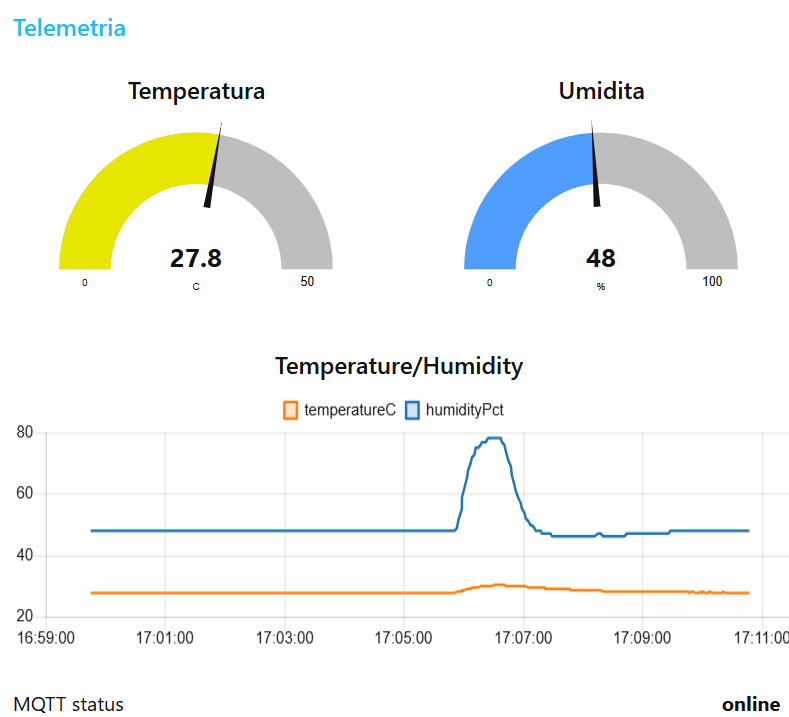 Telemetria
Temperatura
Umidita
27.8
48
0
C
50
0
%
100
Temperature/Humidity
temperatureC humidityPct
80
60
40
20
16:59:00 17:01:00 17:03:00 17:05:00 17:07:00 17:09:00 17:11:00
MQTT status online